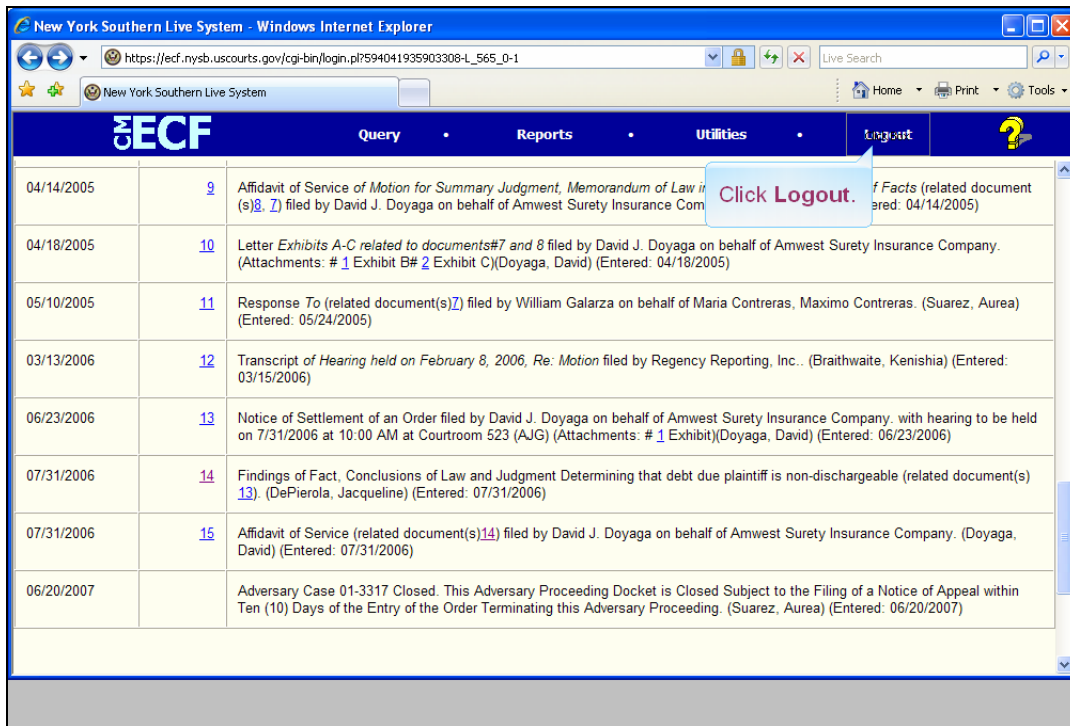 New York Southern Live System - Windows Internet Explorer
https://ecf.nysb.uscourts.gov/cgi-bin/login.pl?594041935903308-L_565_0-1
Live Search
New York Southern Live System
Home
Print
Tools
CM ECF
Query • Reports • Utilities • Logout
Click Logout.
04/14/2005 9 Affidavit of Service of Motion for Summary Judgment, Memorandum of Law in f Facts (related document
(s)8, 7) filed by David J. Doyaga on behalf of Amwest Surety Insurance Com ered: 04/14/2005)
04/18/2005 10 Letter Exhibits A-C related to documents#7 and 8 filed by David J. Doyaga on behalf of Amwest Surety Insurance Company.
(Attachments: # 1 Exhibit B# 2 Exhibit C)(Doyaga, David) (Entered: 04/18/2005)
05/10/2005 11 Response To (related document(s)7) filed by William Galarza on behalf of Maria Contreras, Maximo Contreras. (Suarez, Aurea)
(Entered: 05/24/2005)
03/13/2006 12 Transcript of Hearing held on February 8, 2006, Re: Motion filed by Regency Reporting, Inc.. (Braithwaite, Kenishia) (Entered:
03/15/2006)
06/23/2006 13 Notice of Settlement of an Order filed by David J. Doyaga on behalf of Amwest Surety Insurance Company. with hearing to be held
on 7/31/2006 at 10:00 AM at Courtroom 523 (AJG) (Attachments: # 1 Exhibit)(Doyaga, David) (Entered: 06/23/2006)
07/31/2006 14 Findings of Fact, Conclusions of Law and Judgment Determining that debt due plaintiff is non-dischargeable (related document(s)
13). (DePierola, Jacqueline) (Entered: 07/31/2006)
07/31/2006 15 Affidavit of Service (related document(s)14) filed by David J. Doyaga on behalf of Amwest Surety Insurance Company. (Doyaga,
David) (Entered: 07/31/2006)
06/20/2007 Adversary Case 01-3317 Closed. This Adversary Proceeding Docket is Closed Subject to the Filing of a Notice of Appeal within
Ten (10) Days of the Entry of the Order Terminating this Adversary Proceeding. (Suarez, Aurea) (Entered: 06/20/2007)